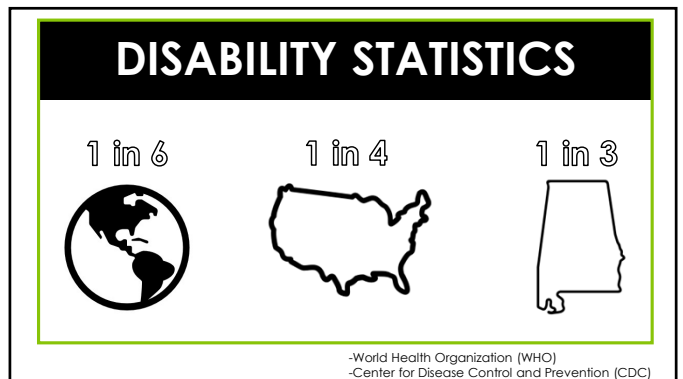 DISABILITY STATISTICS
1 in 6 1 in 4 1 in 3
-World Health Organization (WHO)
-Center for Disease Control and Prevention (CDC)